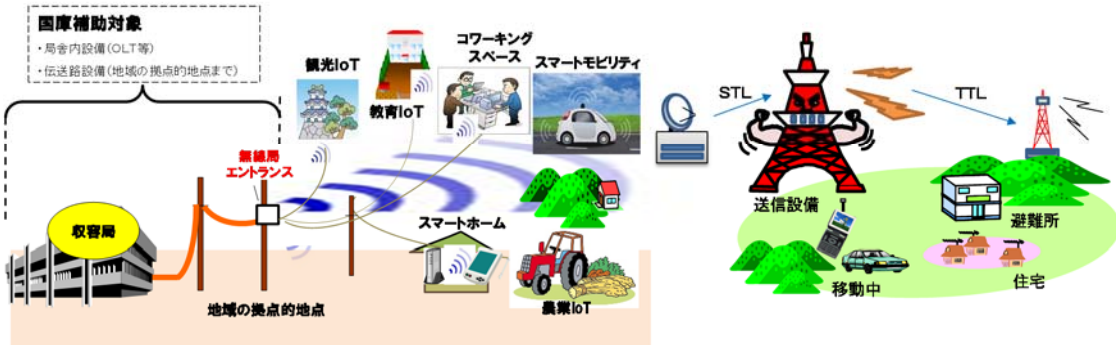 国庫補助対象
・局舎内設備(OLT等)
・伝送路設備(地域の拠点的地点まで)
観光IoT
教育IoT
コワーキング
スペース
スマートモビリティ
無線局
エントランス
収容局
スマートホーム
地域の拠点的地点
農業IoT
STL
TTL
送信設備
避難所
移動中
住宅